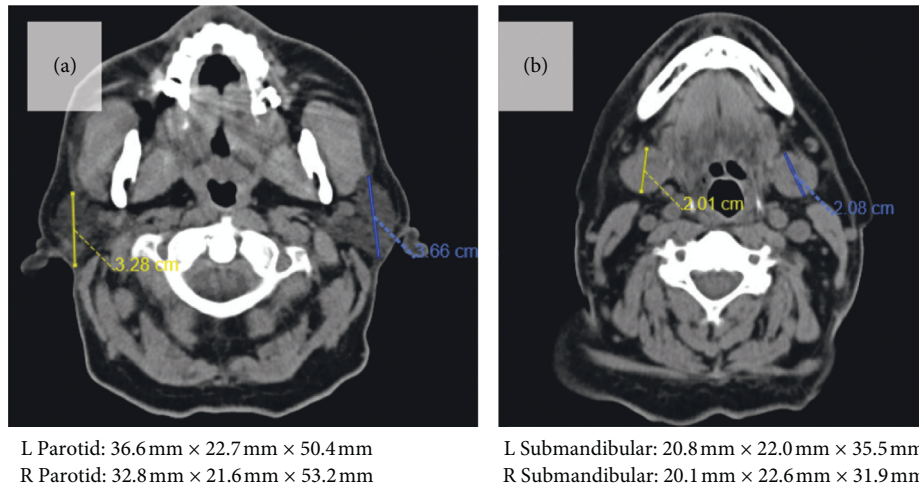 (a)
3.28 cm
3.66 cm
L Parotid: 36.6 mm × 22.7 mm × 50.4 mm
R Parotid: 32.8 mm × 21.6 mm × 53.2 mm
(b)
2.01 cm
2.08 cm
L Submandibular: 20.8 mm × 22.0 mm × 35.5 mm
R Submandibular: 20.1 mm × 22.6 mm × 31.9 mm